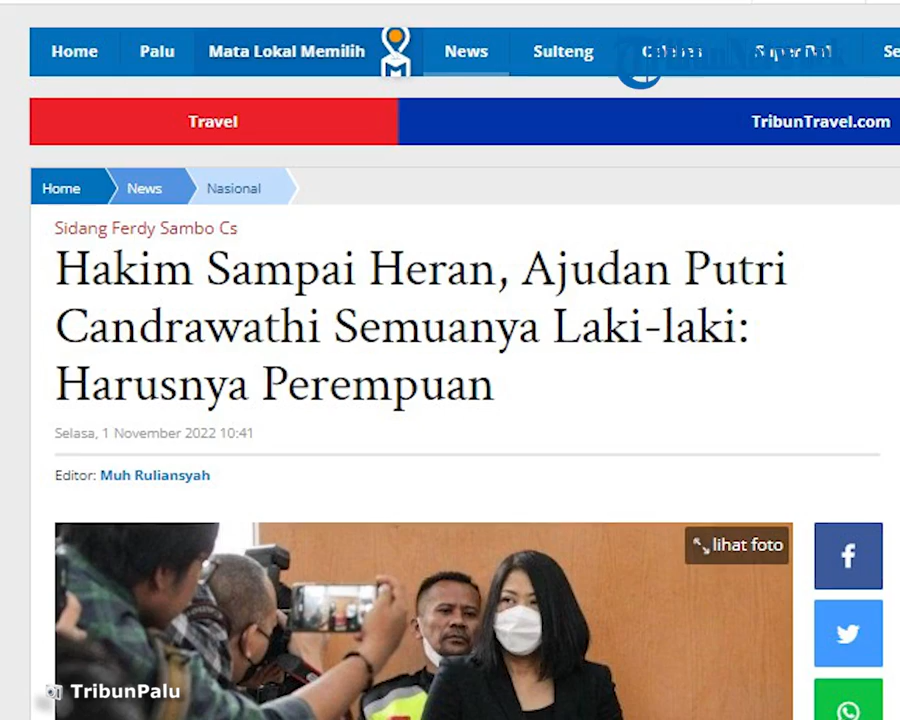 Home Palu Mata Lokal Memilih News Sulteng
Travel TribunTravel.com
Home News Nasional
Sidang Ferdy Sambo Cs
Hakim Sampai Heran, Ajudan Putri
Candrawathi Semuanya Laki-laki:
Harusnya Perempuan
Selasa, 1 November 2022 10:41
Editor: Muh Ruliansyah
lihat foto
TribunPalu